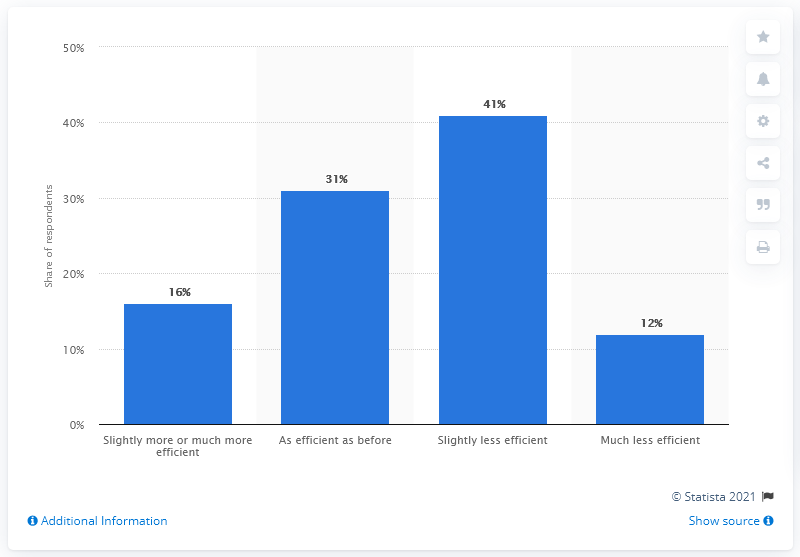 50%
40%
30%
20%
10%
0%
Share of respondents
16%
31%
41%
12%
Slightly more or much more
efficient
As efficient as before
Slightly less efficient
Much less efficient
© Statista 2021
Additional Information
Show source